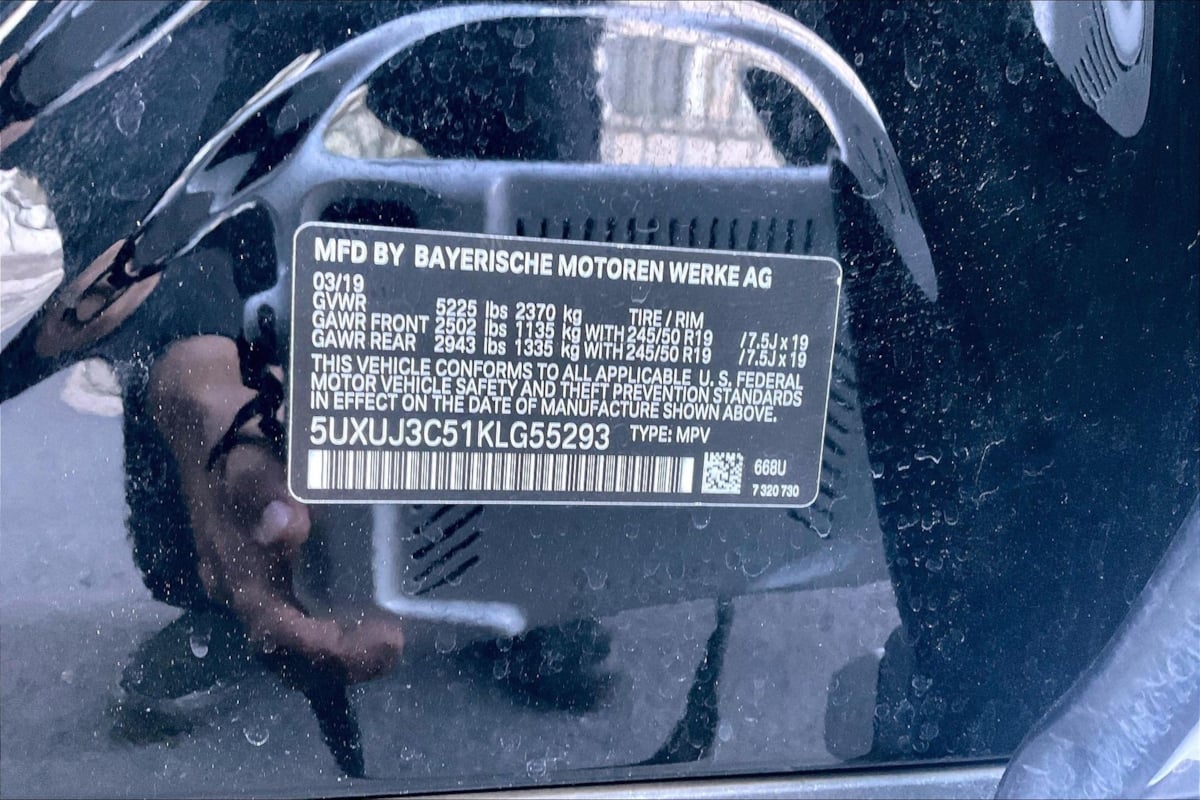 MFD BY BAYERISCHE MOTOREN WERKE AG
03/19
GVWR 5225 lbs 2370 kg TIRE / RIM
GAWR FRONT 2502 lbs 1135 kg WITH 245/50 R19 /7.5J x 19
GAWR REAR 2943 lbs 1335 kg WITH 245/50 R19 /7.5J x 19
THIS VEHICLE CONFORMS TO ALL APPLICABLE U. S. FEDERAL
MOTOR VEHICLE SAFETY AND THEFT PREVENTION STANDARDS
IN EFFECT ON THE DATE OF MANUFACTURE SHOWN ABOVE.
5UXUJ3C51KLG55293 TYPE: MPV
668U
7 320 730